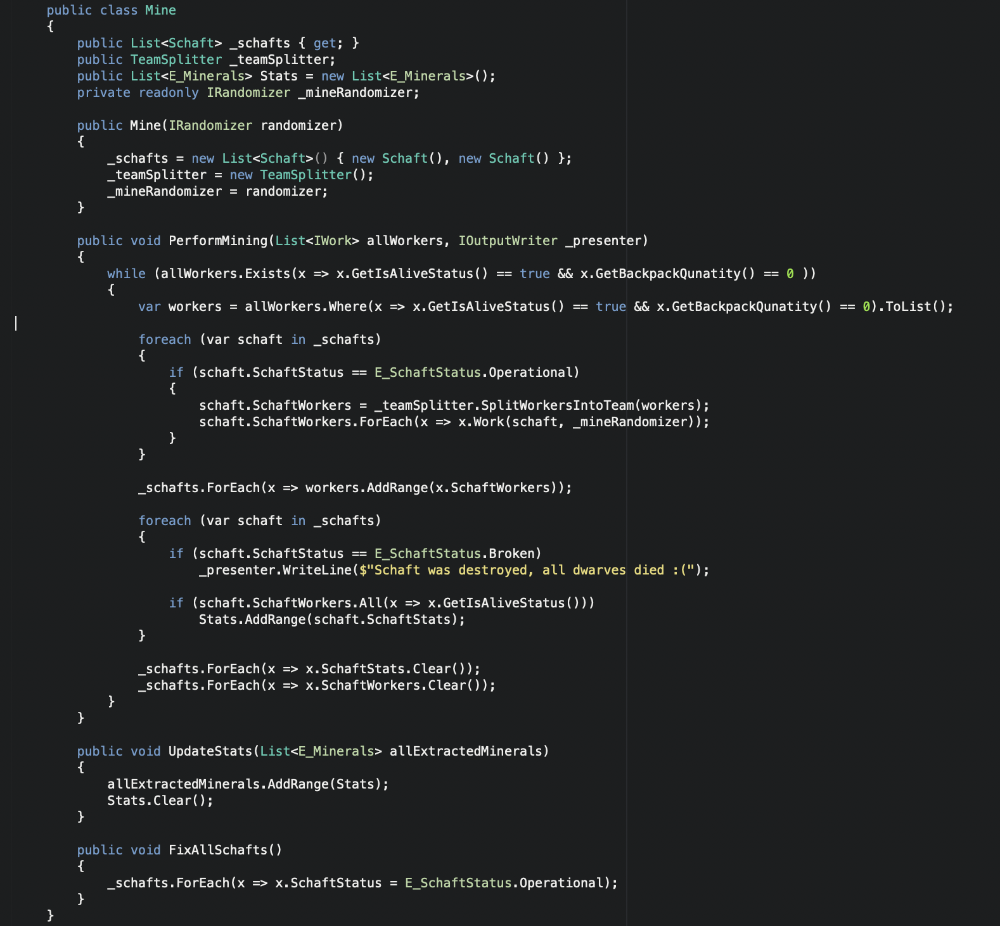 public class Mine
{
    public List<Schaft> _schafts { get; }
    public TeamSplitter _teamSplitter;
    public List<E_Minerals> Stats = new List<E_Minerals>();
    private readonly IRandomizer _mineRandomizer;

    public Mine(IRandomizer randomizer)
    {
        _schafts = new List<Schaft>() { new Schaft(), new Schaft() };
        _teamSplitter = new TeamSplitter();
        _mineRandomizer = randomizer;
    }

    public void PerformMining(List<IWork> allWorkers, IOutputWriter _presenter)
    {
        while (allWorkers.Exists(x => x.GetIsAliveStatus() == true && x.GetBackpackQunatity() == 0 ))
        {
            var workers = allWorkers.Where(x => x.GetIsAliveStatus() == true && x.GetBackpackQunatity() == 0).ToList();

            foreach (var schaft in _schafts)
            {
                if (schaft.SchaftStatus == E_SchaftStatus.Operational)
                {
                    schaft.SchaftWorkers = _teamSplitter.SplitWorkersIntoTeam(workers);
                    schaft.SchaftWorkers.ForEach(x => x.Work(schaft, _mineRandomizer));
                }
            }

            _schafts.ForEach(x => workers.AddRange(x.SchaftWorkers));

            foreach (var schaft in _schafts)
            {
                if (schaft.SchaftStatus == E_SchaftStatus.Broken)
                    _presenter.WriteLine($"Schaft was destroyed, all dwarves died :(");

                if (schaft.SchaftWorkers.All(x => x.GetIsAliveStatus()))
                    Stats.AddRange(schaft.SchaftStats);
            }

            _schafts.ForEach(x => x.SchaftStats.Clear());
            _schafts.ForEach(x => x.SchaftWorkers.Clear());
        }
    }

    public void UpdateStats(List<E_Minerals> allExtractedMinerals)
    {
        allExtractedMinerals.AddRange(Stats);
        Stats.Clear();
    }

    public void FixAllSchafts()
    {
        _schafts.ForEach(x => x.SchaftStatus = E_SchaftStatus.Operational);
    }
}